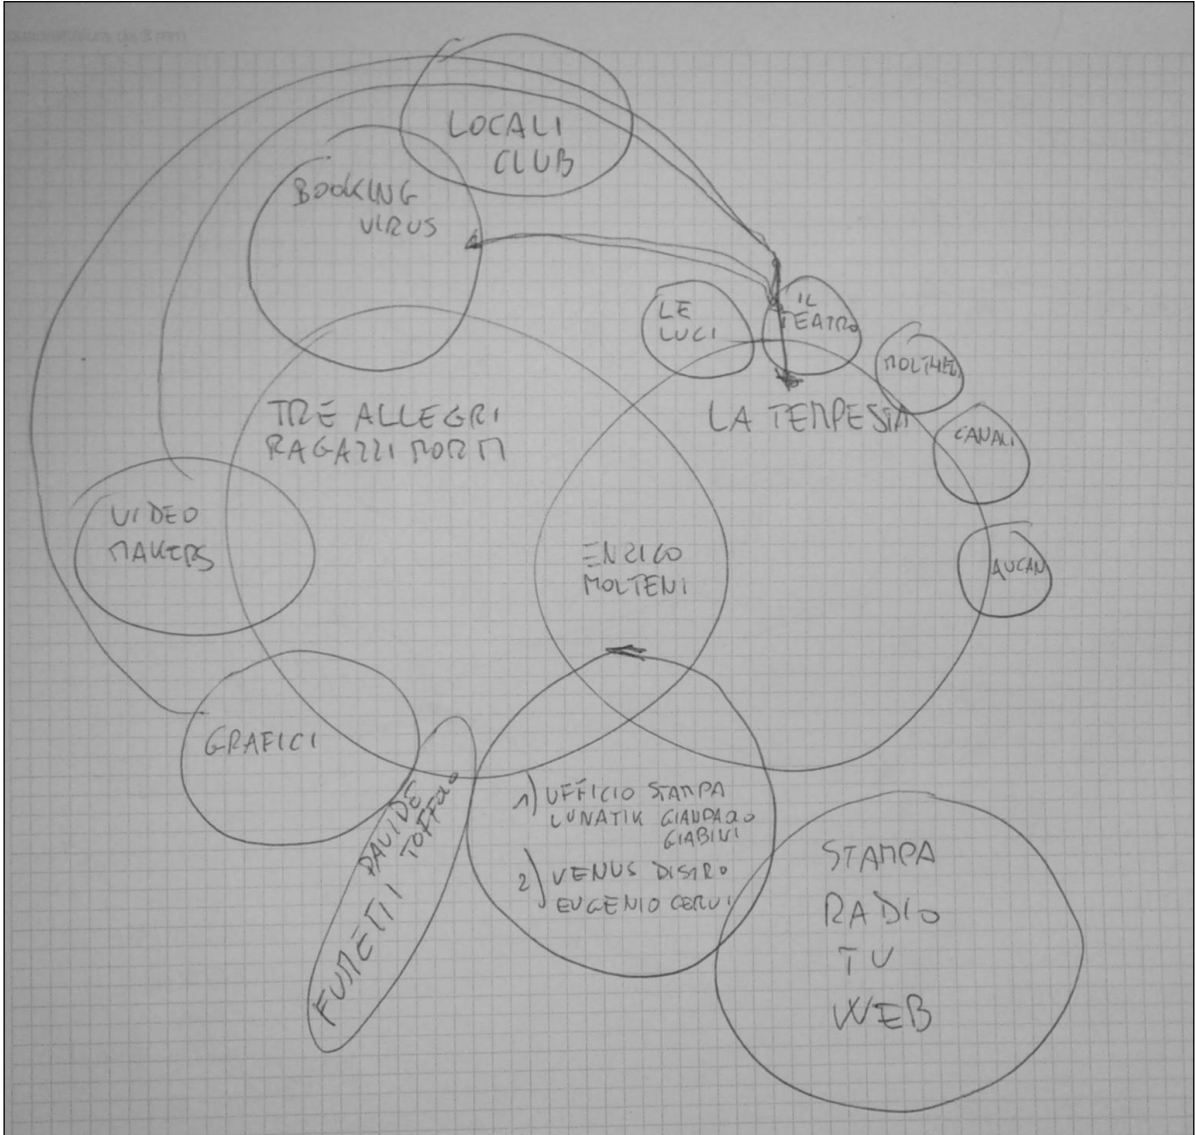 LOCALI
CLUB
BOOKING
VIRUS
LE
LUCI
IL
TEATRO
MOLTHENI
CANALI
AUCAN
LA TEMPESTA
TRE ALLEGRI
RAGAZZI MORTI
VIDEO
MAKERS
ENRICO
MOLTENI
GRAFICI
DAVIDE
TOFFOLO
FUMETTI
1) UFFICIO STAMPA
LUNATIK GIANPAOLO
GIABINI
2) VENUS DISTRO
EUGENIO CERVI
STAMPA
RADIO
TV
WEB